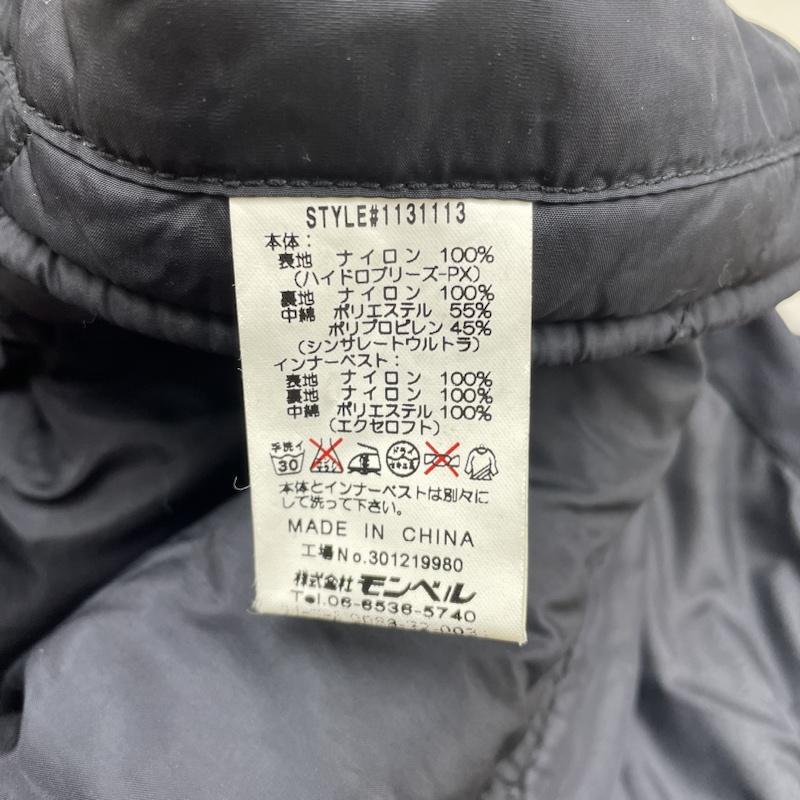 STYLE#1131113
本体:
表地 ナイロン 100%
(ハイドロブリーズ-PX)
裏地 ナイロン 100%
中綿 ポリエステル 55%
ポリプロピレン 45%
(シンサレートウルトラ)
インナーベスト:
表地 ナイロン 100%
裏地 ナイロン 100%
中綿 ポリエステル 100%
(エクセロフト)
手洗イ
30
ドライ
本体とインナーベストは別々に
して洗って下さい。
MADE IN CHINA
工場No.301219980
株式会社 モンベル
Tel.06-6536-5740